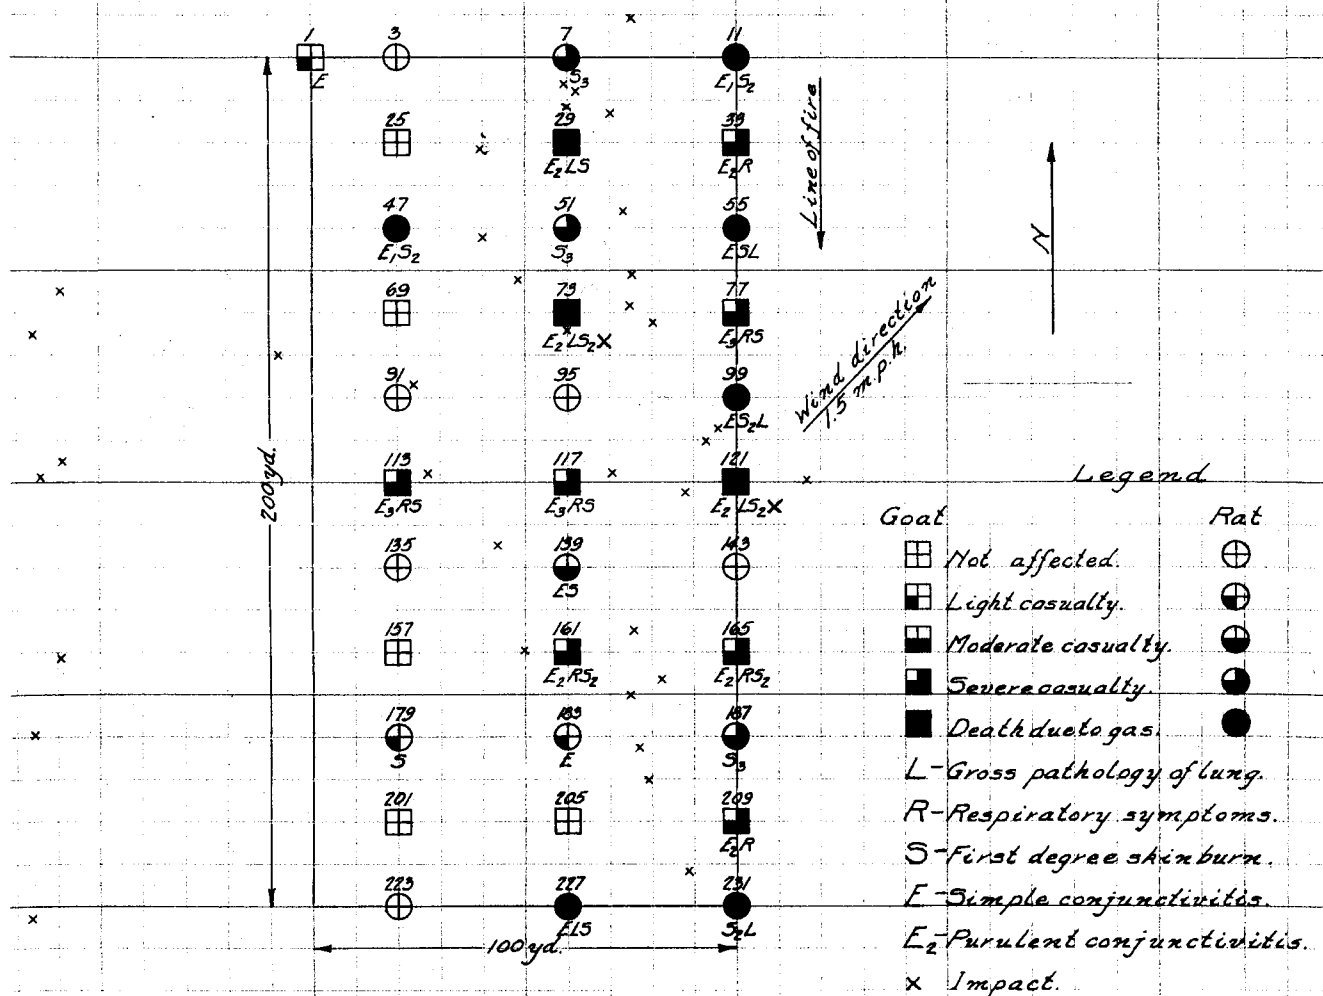 1 3 7 11
E S₃ E₁S₂
25 29 33
E₂LS E₂R
47 51 55
E₁S₂ S₃ ESL
69 73 77
E₂LS₂X E₃RS
91 95 99
ES₂L
113 117 121
E₃RS E₃RS E₂LS₂X
135 139 143
ES
157 161 165
E₂RS₂ E₂RS₂
179 183 187
S E S₃
201 205 209
E₂R
223 227 231
ELS S₂L
200 yd.
100 yd.
Line of fire
N
Wind direction
1.5 m.p.h.
Legend
Goat Rat
Not affected.
Light casualty.
Moderate casualty.
Severe casualty.
Death due to gas.
L-Gross pathology of lung.
R-Respiratory symptoms.
S-First degree skin burn.
E-Simple conjunctivitis.
E₂-Purulent conjunctivitis.
x Impact.